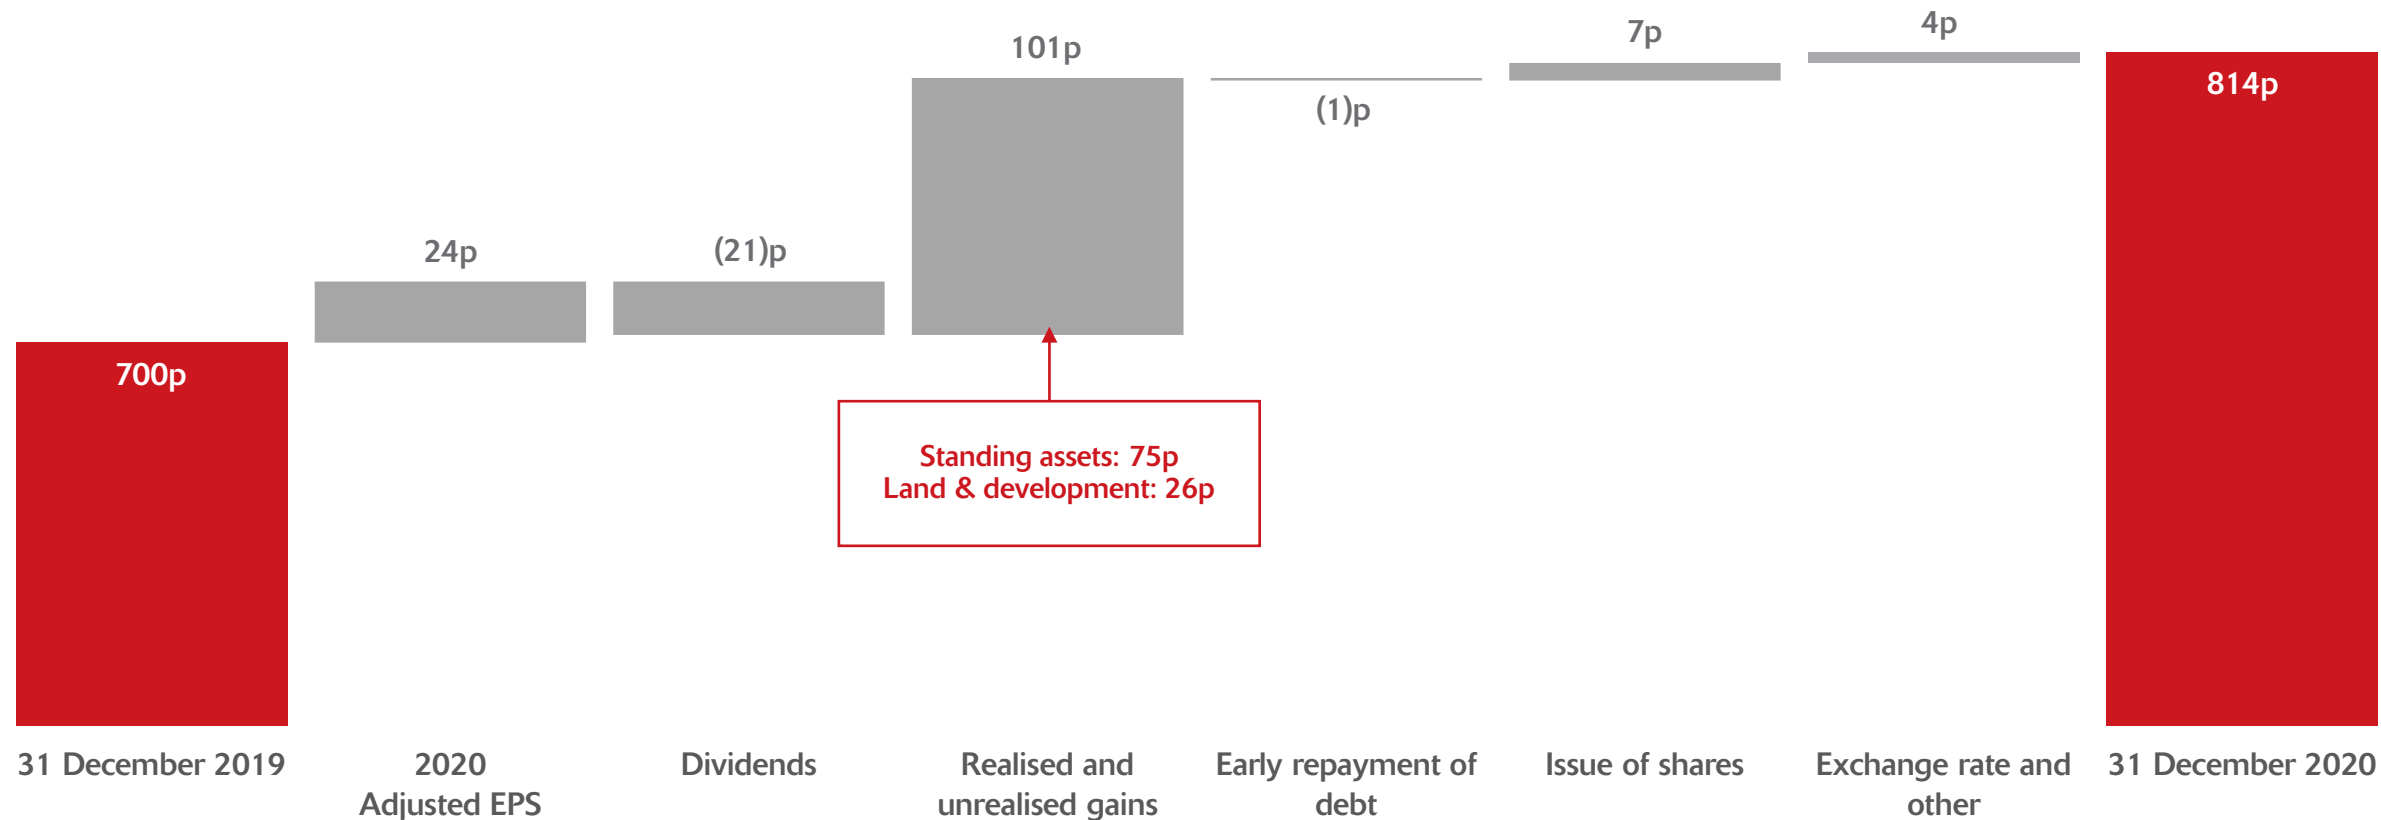 700p
24p
(21)p
101p
(1)p
7p
4p
814p
Standing assets: 75p
Land & development: 26p
31 December 2019
2020
Adjusted EPS
Dividends
Realised and
unrealised gains
Early repayment of
debt
Issue of shares
Exchange rate and
other
31 December 2020